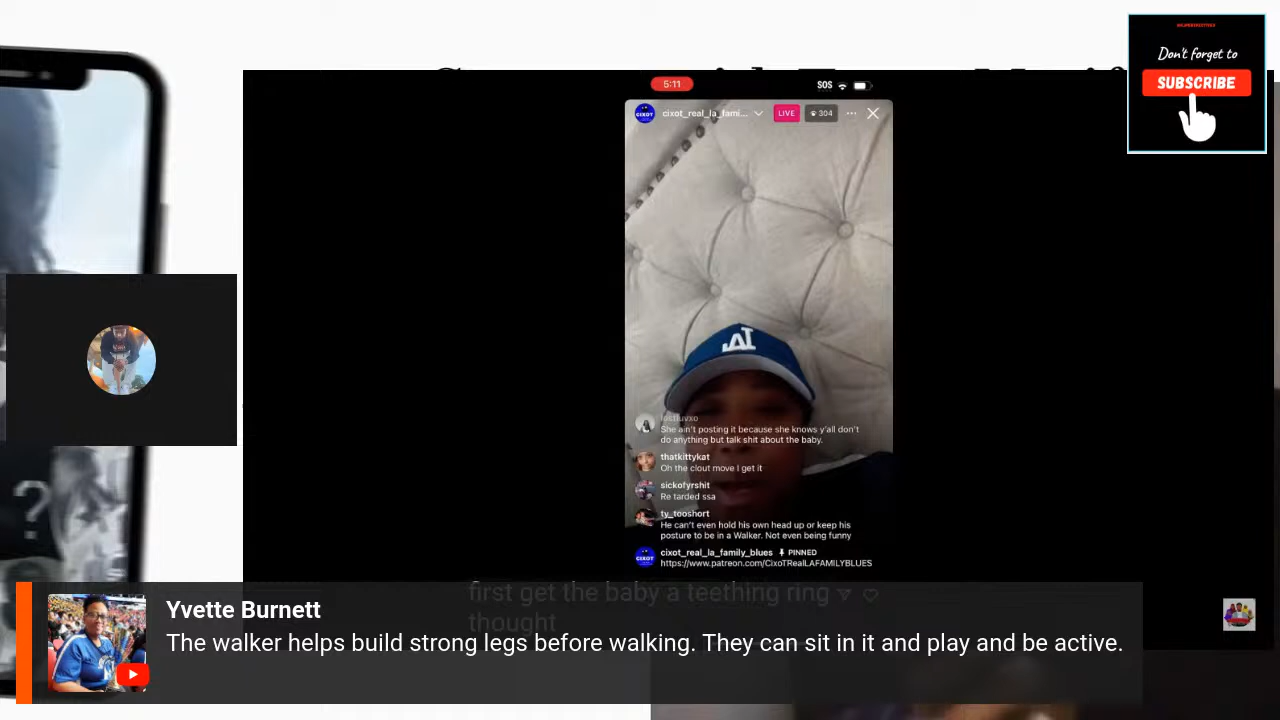 Don't forget to
SUBSCRIBE
5:11
SOS
CIXOT
cixot_real_la_fami...
LIVE
304
LA
She ain't posting it because she knows y'all don't
do anything but talk shit about the baby.
thatkittykat
Oh the clout move I get it
sickofyrshit
Re tarded ssa
ty_tooshort
He can't even hold his own head up or keep his
posture to be in a Walker. Not even being funny
CIXOT
cixot_real_la_family_blues PINNED
https://www.patreon.com/CixoTRealLAFAMILYBLUES
?
first get the baby a teething ring
thought
Yvette Burnett
The walker helps build strong legs before walking. They can sit in it and play and be active.